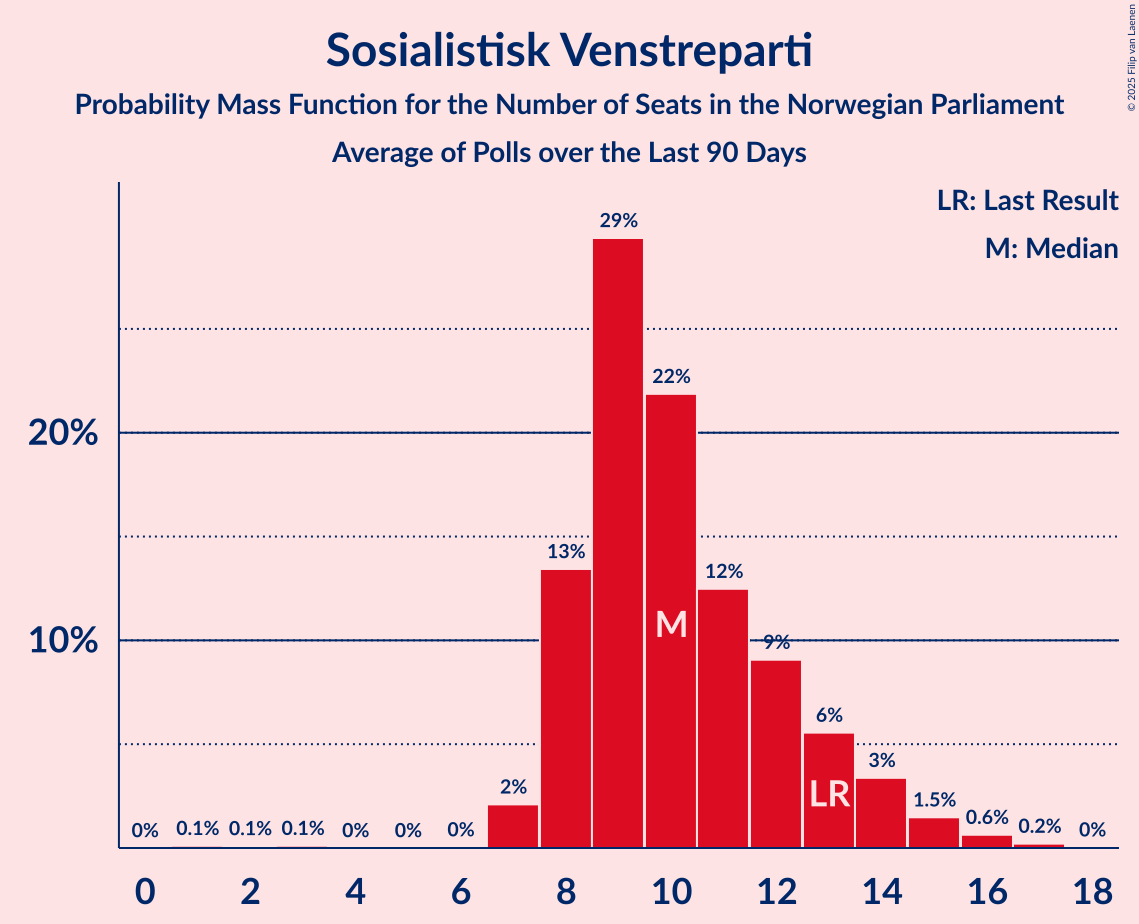 Sosialistisk Venstreparti
Probability Mass Function for the Number of Seats in the Norwegian Parliament
Average of Polls over the Last 90 Days
© 2025 Filip van Laenen
LR: Last Result
M: Median
29%
22%
20%
13%
12%
M
10%
9%
6%
3%
LR
2%
1.5%
0%
0.1%
0.1%
0.1%
0%
0%
0%
0.6%
0.2%
0%
0 2 4 6 8 10 12 14 16 18